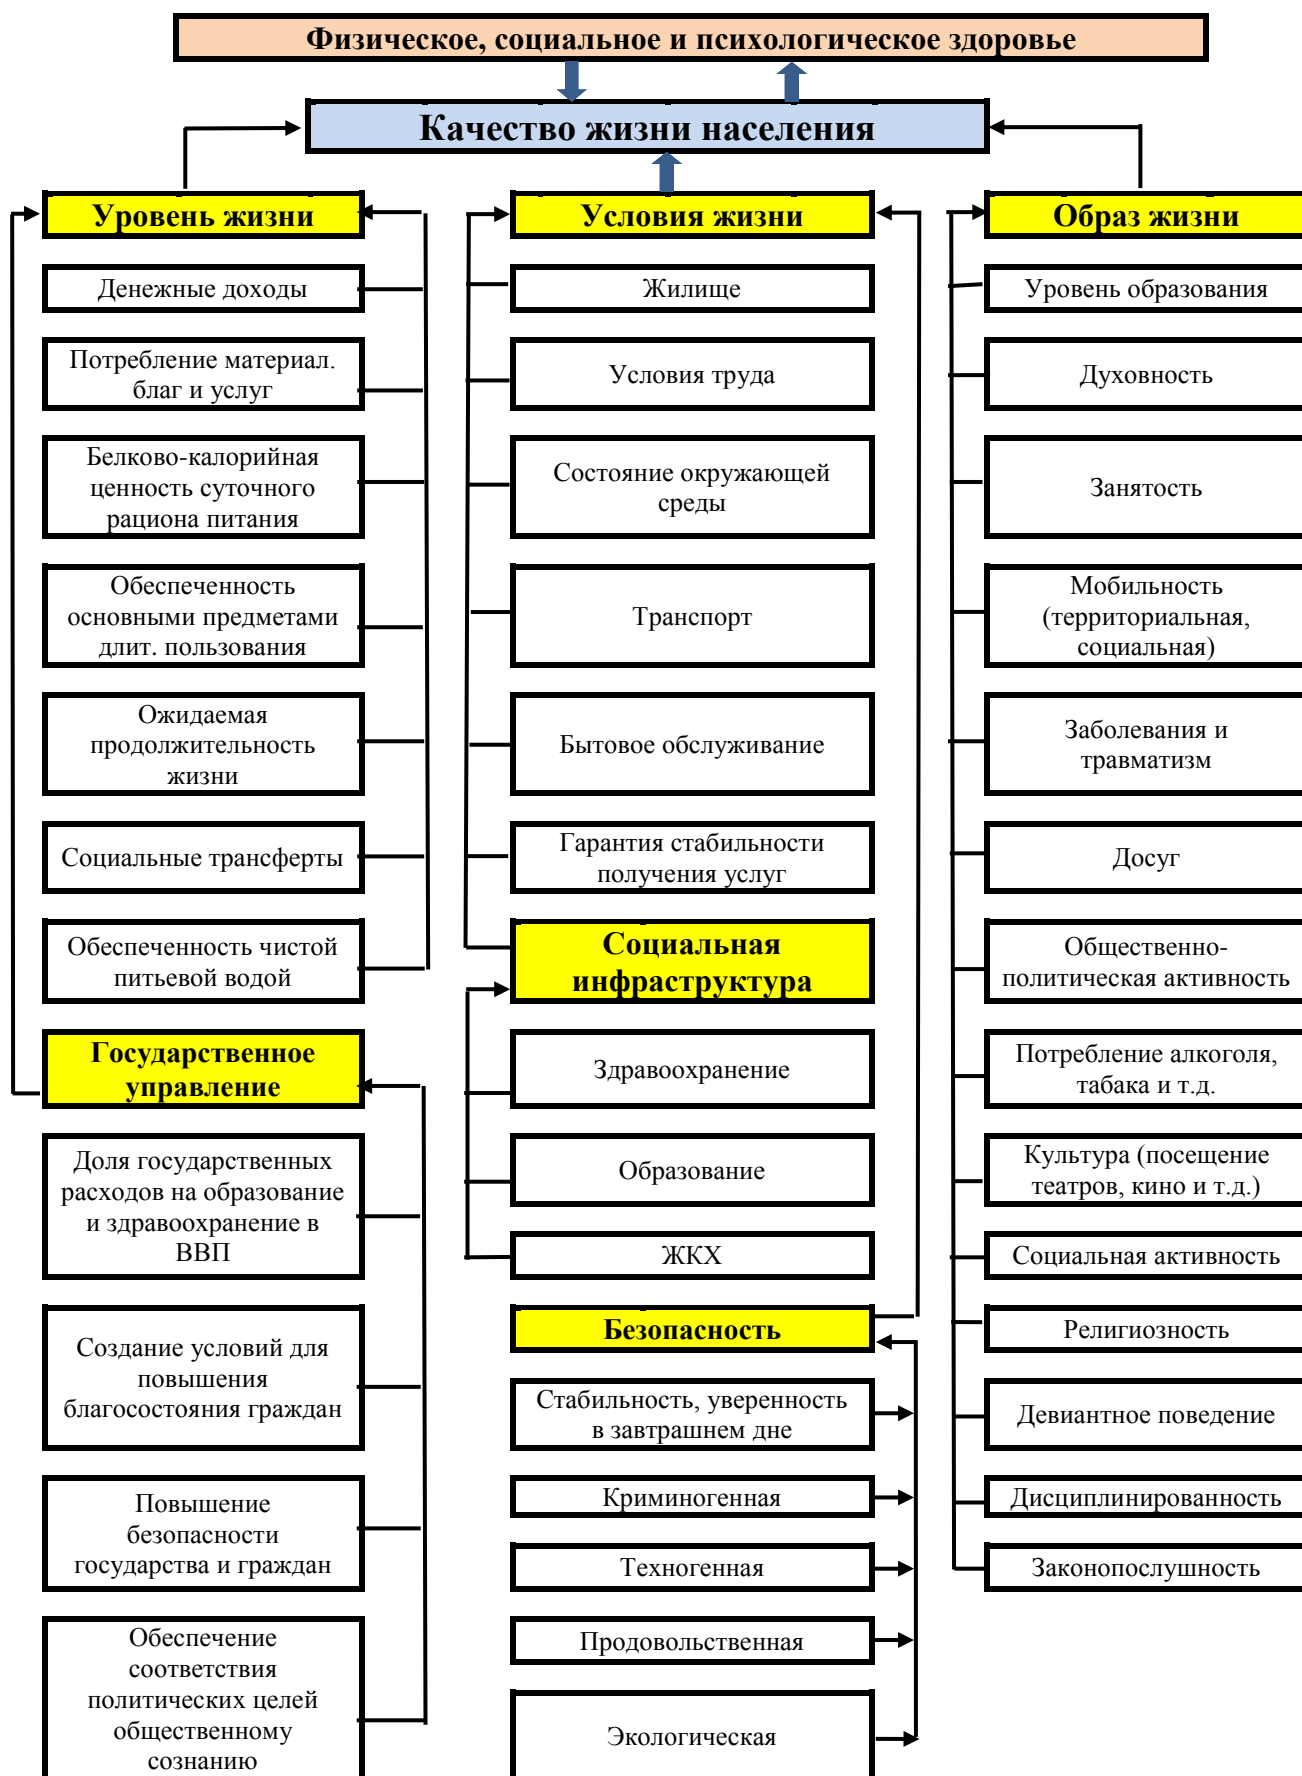 Физическое, социальное и психологическое здоровье
Качество жизни населения
Уровень жизни
Денежные доходы
Потребление материал.
благ и услуг
Белково-калорийная
ценность суточного
рациона питания
Обеспеченность
основными предметами
длит. пользования
Ожидаемая
продолжительность
жизни
Социальные трансферты
Обеспеченность чистой
питьевой водой
Государственное
управление
Доля государственных
расходов на образование
и здравоохранение в
ВВП
Создание условий для
повышения
благосостояния граждан
Повышение
безопасности
государства и граждан
Обеспечение
соответствия
политических целей
общественному
сознанию
Условия жизни
Жилище
Условия труда
Состояние окружающей
среды
Транспорт
Бытовое обслуживание
Гарантия стабильности
получения услуг
Социальная
инфраструктура
Здравоохранение
Образование
ЖКХ
Безопасность
Стабильность, уверенность
в завтрашнем дне
Криминогенная
Техногенная
Продовольственная
Экологическая
Образ жизни
Уровень образования
Духовность
Занятость
Мобильность
(территориальная,
социальная)
Заболевания и
травматизм
Досуг
Общественно-
политическая активность
Потребление алкоголя,
табака и т.д.
Культура (посещение
театров, кино и т.д.)
Социальная активность
Религиозность
Девиантное поведение
Дисциплинированность
Законопослушность